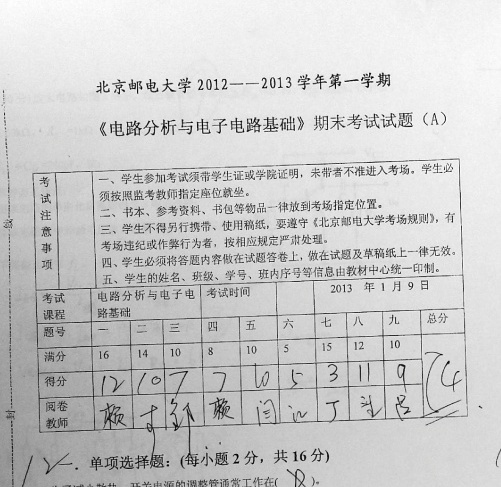 北京邮电大学2012——2013学年第一学期
《电路分析与电子电路基础》期末考试试题（A）
考试注意事项
一、学生参加考试须带学生证或学院证明，未带者不准进入考场。学生必
须按照监考教师指定座位就坐。
二、书本、参考资料、书包等物品一律放到考场指定位置。
三、学生不得另行携带、使用稿纸，要遵守《北京邮电大学考场规则》，有
考场违纪或作弊行为者，按相应规定严肃处理。
四、学生必须将答题内容做在试题答卷上，做在试题及草稿纸上一律无效。
五、学生的姓名、班级、学号、班内序号等信息由教材中心统一印制。
考试课程 电路分析与电子电路基础 考试时间 2013 年 1 月 9 日
题号 一 二 三 四 五 六 七 八 九 总分
满分 16 14 10 8 10 5 15 12 10
得分 12 10 7 7 10 5 3 11 9 74
阅卷教师 赖 赖 闫 江 丁 吕
12 一．单项选择题：(每小题 2 分，共 16 分)
开关电源的调整管通常工作在(